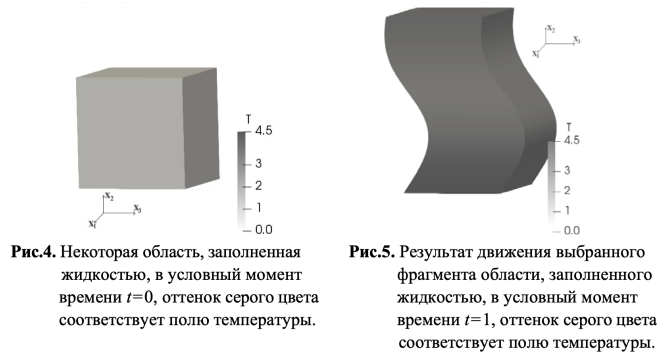 x₂
x₃
x₁
T
4.5
3
2
1
0.0
x₂
x₃
x₁
T
4.5
3
2
1
0.0
Рис.4. Некоторая область, заполненная
жидкостью, в условный момент
времени t=0, оттенок серого цвета
соответствует полю температуры.
Рис.5. Результат движения выбранного
фрагмента области, заполненного
жидкостью, в условный момент
времени t=1, оттенок серого цвета
соответствует полю температуры.